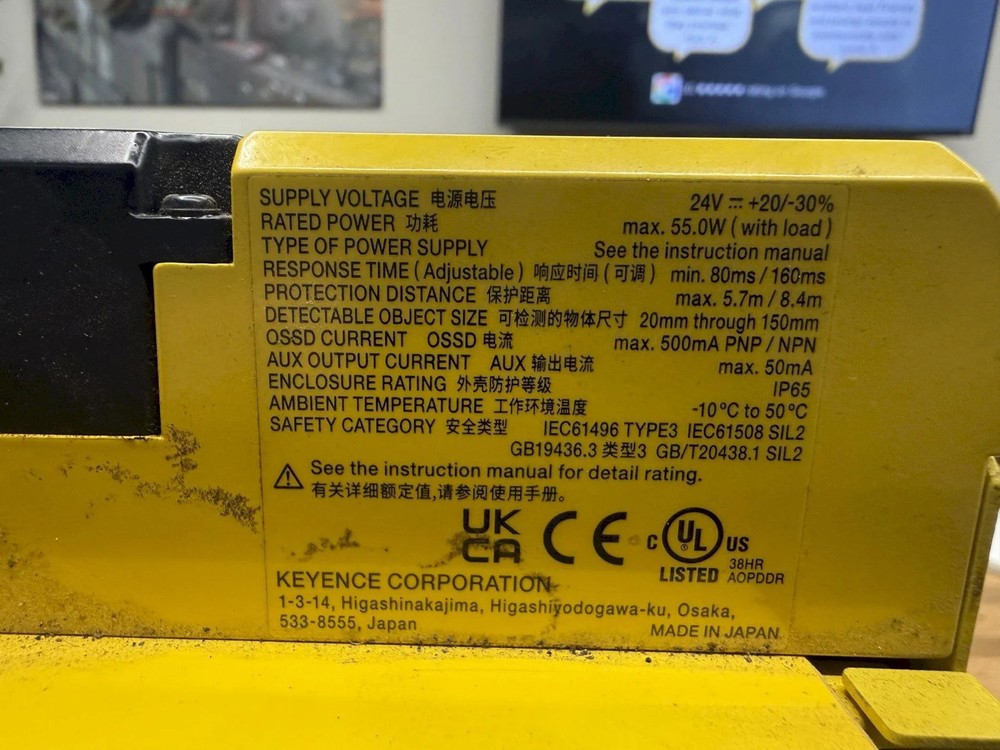 SUPPLY VOLTAGE 电源电压 24V ⎓ +20/-30%
RATED POWER 功耗 max. 55.0W ( with load )
TYPE OF POWER SUPPLY See the instruction manual
RESPONSE TIME ( Adjustable ) 响应时间 ( 可调 ) min. 80ms / 160ms
PROTECTION DISTANCE 保护距离 max. 5.7m / 8.4m
DETECTABLE OBJECT SIZE 可检测的物体尺寸 20mm through 150mm
OSSD CURRENT OSSD 电流 max. 500mA PNP / NPN
AUX OUTPUT CURRENT AUX 输出电流 max. 50mA
ENCLOSURE RATING 外壳防护等级 IP65
AMBIENT TEMPERATURE 工作环境温度 -10°C to 50°C
SAFETY CATEGORY 安全类型 IEC61496 TYPE3 IEC61508 SIL2
GB19436.3 类型3 GB/T20438.1 SIL2
See the instruction manual for detail rating.
有关详细额定值,请参阅使用手册。
UK
CA CE C UL ® US
LISTED 38HR
AOPDDR
KEYENCE CORPORATION
1-3-14, Higashinakajima, Higashiyodogawa-ku, Osaka,
533-8555, Japan MADE IN JAPAN